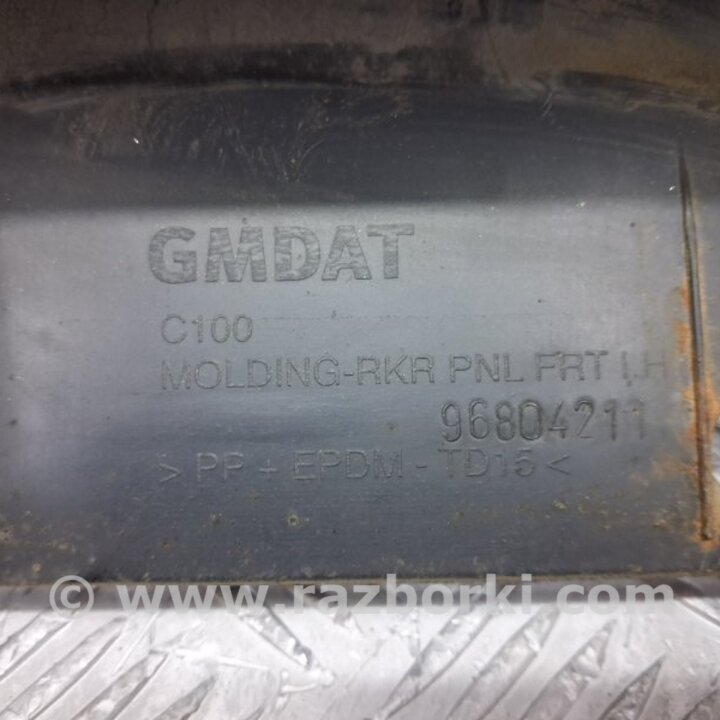 GMDAT
C100
MOLDING-RKR PNL FRT LH
96804211
> PP + EPDM - TD15 <
© www.razborki.com